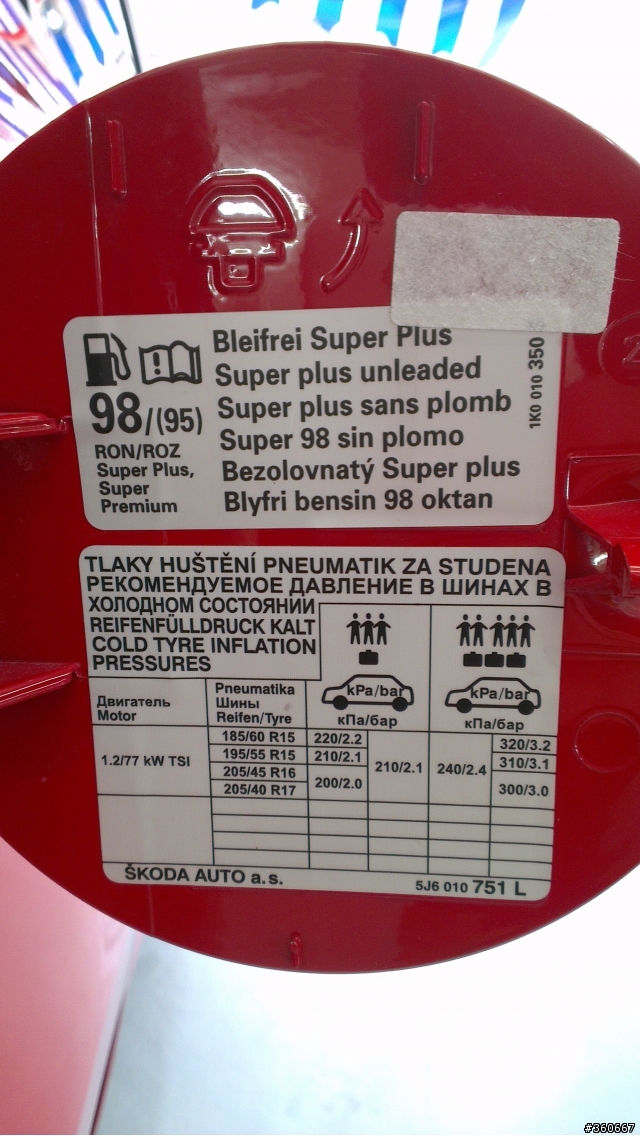 Bleifrei Super Plus
Super plus unleaded
Super plus sans plomb
Super 98 sin plomo
Bezolovnatý Super plus
Blyfri bensin 98 oktan
98/(95)
RON/ROZ
Super Plus,
Super
Premium
1K0 010 350
TLAKY HUŠTĚNÍ PNEUMATIK ZA STUDENA
РЕКОМЕНДУЕМОЕ ДАВЛЕНИЕ В ШИНАХ В
ХОЛОДНОМ СОСТОЯНИИ
REIFENFÜLLDRUCK KALT
COLD TYRE INFLATION
PRESSURES
kPa/bar kPa/bar
Двигатель
Motor
Pneumatika
Шины
Reifen/Tyre
кПа/бар кПа/бар
1.2/77 kW TSI
185/60 R15 220/2.2 320/3.2
195/55 R15 210/2.1 310/3.1
210/2.1 240/2.4
205/45 R16
200/2.0 300/3.0
205/40 R17
ŠKODA AUTO a.s. 5J6 010 751 L
#360667